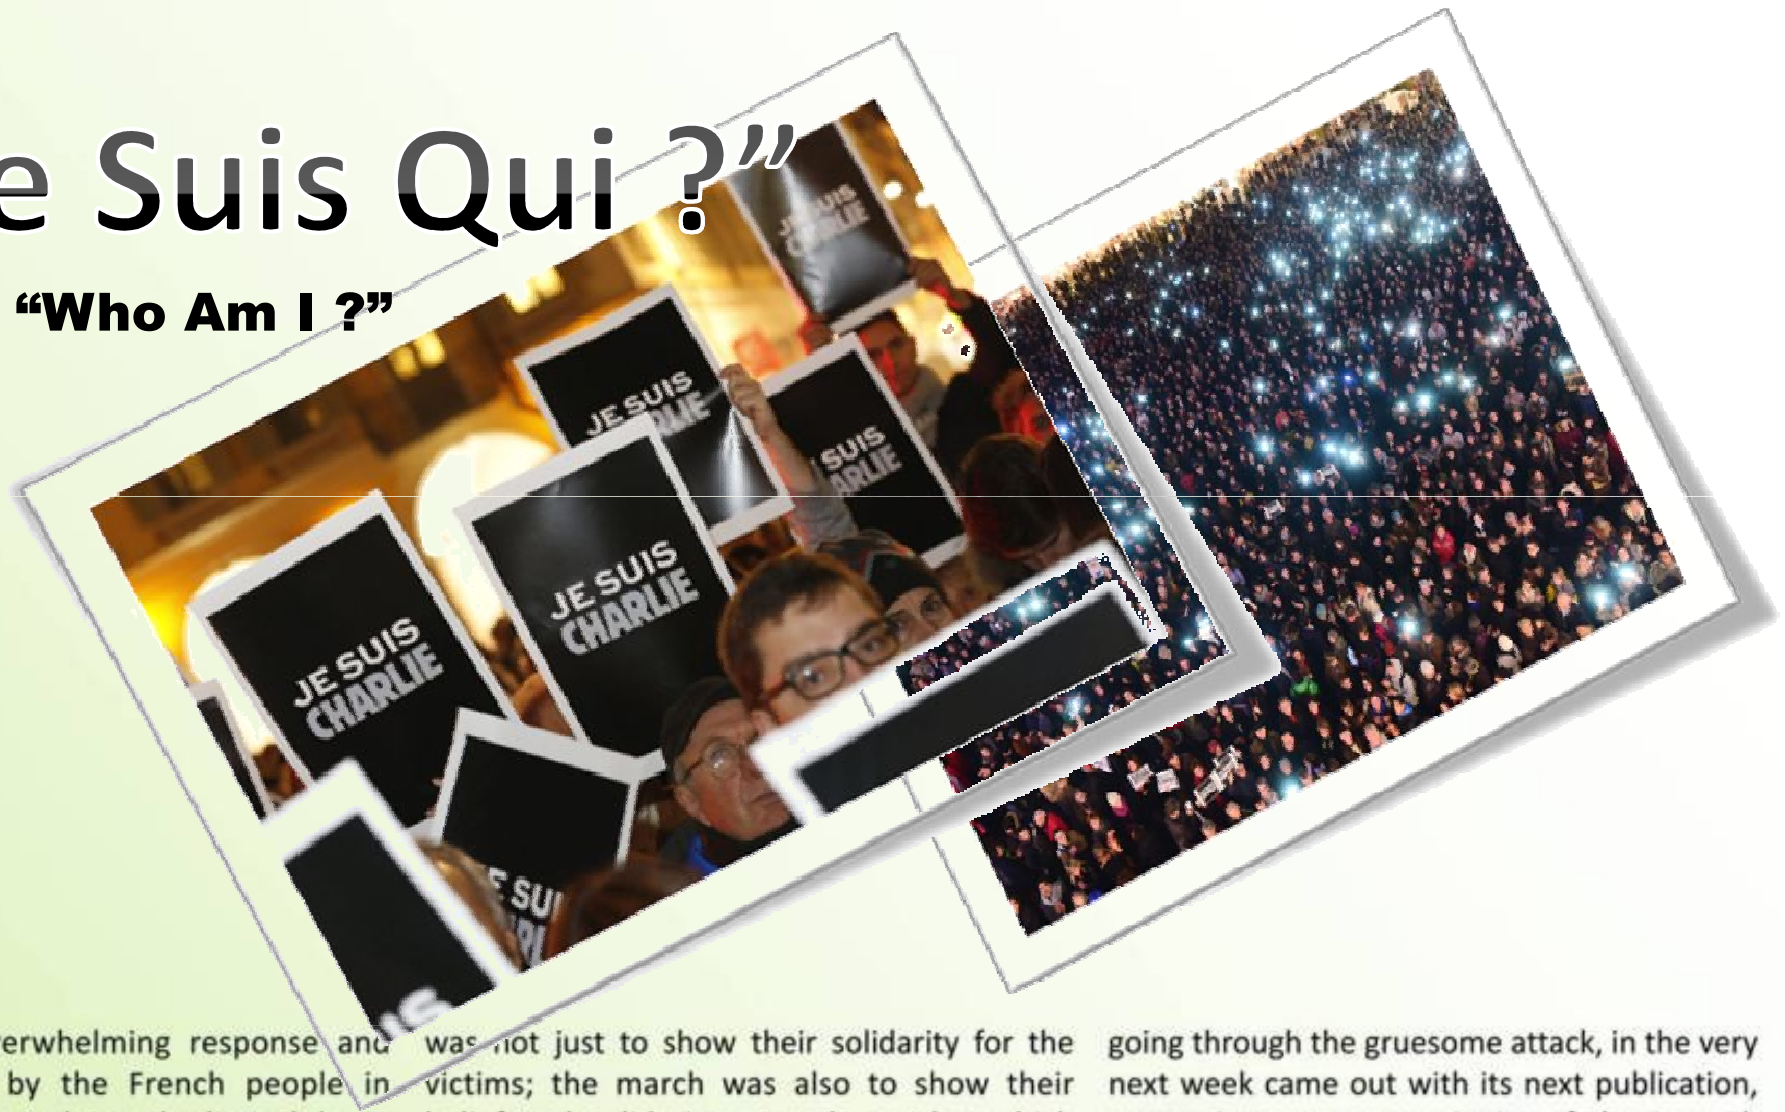 e Suis Qui ?”
“Who Am I ?”
JE SUIS
CHARLIE
JE SUIS
SUIS
JE SUIS
CHARLIE
JE SUIS
CHARLIE
erwhelming response and
by the French people in
was not just to show their solidarity for the
victims; the march was also to show their
going through the gruesome attack, in the very
next week came out with its next publication,